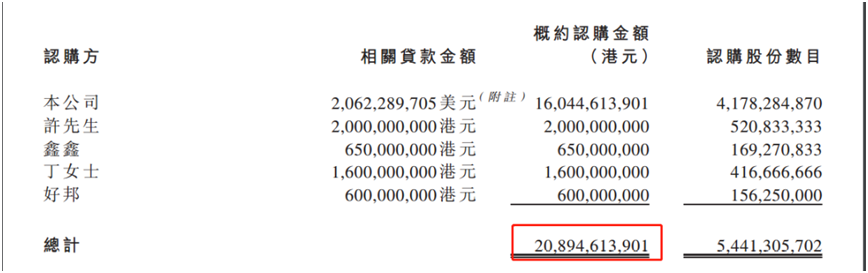 認購方 相關貸款金額 概約認購金額（港元） 認購股份數目
本公司 2,062,289,705美元(附註) 16,044,613,901 4,178,284,870
許先生 2,000,000,000港元 2,000,000,000 520,833,333
鑫鑫 650,000,000港元 650,000,000 169,270,833
丁女士 1,600,000,000港元 1,600,000,000 416,666,666
好邦 600,000,000港元 600,000,000 156,250,000
總計 20,894,613,901 5,441,305,702